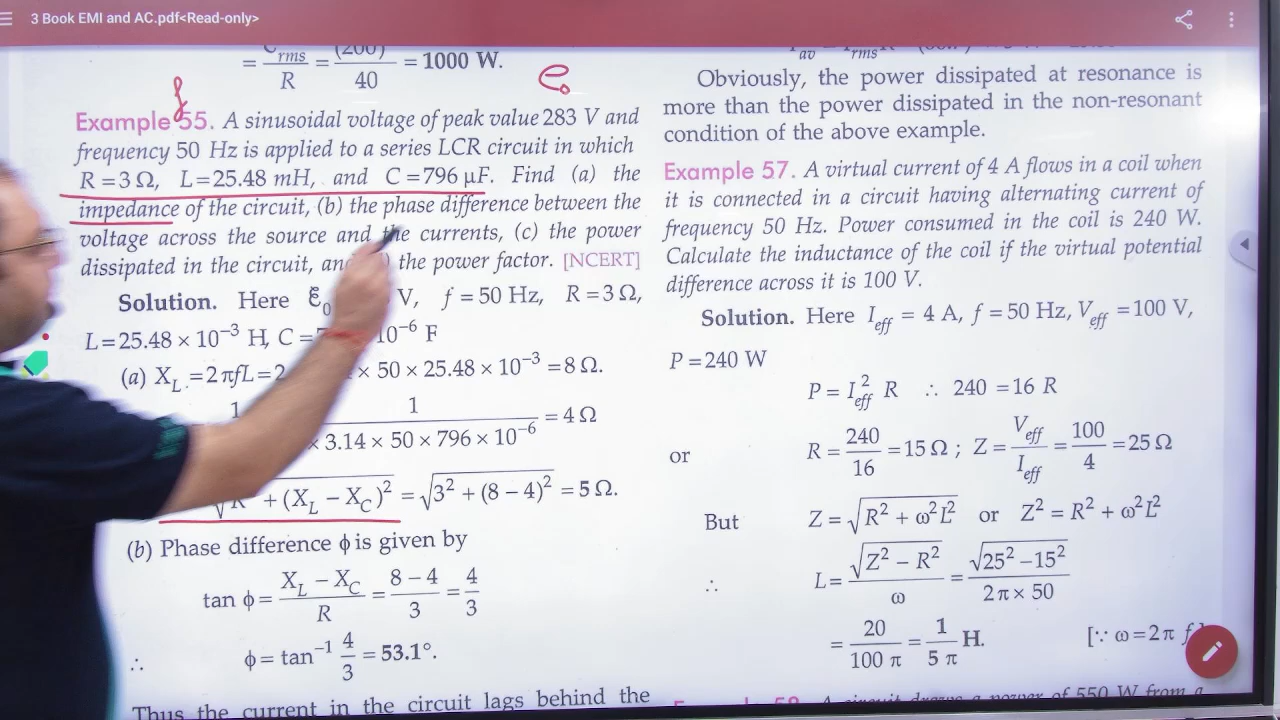 3 Book EMI and AC.pdf<Read-only>
rms
= = = 1000 W.
R 40
Example 55. A sinusoidal voltage of peak value 283 V and
frequency 50 Hz is applied to a series LCR circuit in which
R = 3 Ω, L = 25.48 mH, and C = 796 μF. Find (a) the
impedance of the circuit, (b) the phase difference between the
voltage across the source and the currents, (c) the power
dissipated in the circuit, the power factor. [NCERT]
Solution. Here ℰ₀ V, f = 50 Hz, R = 3 Ω,
L = 25.48 × 10⁻³ H, C = 10⁻⁶ F
(a) X_L = 2πfL = 2 × 50 × 25.48 × 10⁻³ = 8 Ω.
1 1
× 3.14 × 50 × 796 × 10⁻⁶ = 4 Ω
+ (X_L − X_C)² = √(3² + (8 − 4)²) = 5 Ω.
(b) Phase difference φ is given by
tan φ = (X_L − X_C)/R = (8 − 4)/3 = 4/3
∴ φ = tan⁻¹ 4/3 = 53.1°.
Thus the current in the circuit lags behind the
Obviously, the power dissipated at resonance is
more than the power dissipated in the non-resonant
condition of the above example.
Example 57. A virtual current of 4 A flows in a coil when
it is connected in a circuit having alternating current of
frequency 50 Hz. Power consumed in the coil is 240 W.
Calculate the inductance of the coil if the virtual potential
difference across it is 100 V.
Solution. Here I_eff = 4 A, f = 50 Hz, V_eff = 100 V,
P = 240 W
P = I²_eff R ∴ 240 = 16 R
or R = 240/16 = 15 Ω ; Z = V_eff/I_eff = 100/4 = 25 Ω
But Z = √(R² + ω²L²) or Z² = R² + ω²L²
∴ L = √(Z² − R²)/ω = √(25² − 15²)/(2π × 50)
= 20/(100 π) = 1/(5 π) H. [∵ ω = 2π f]